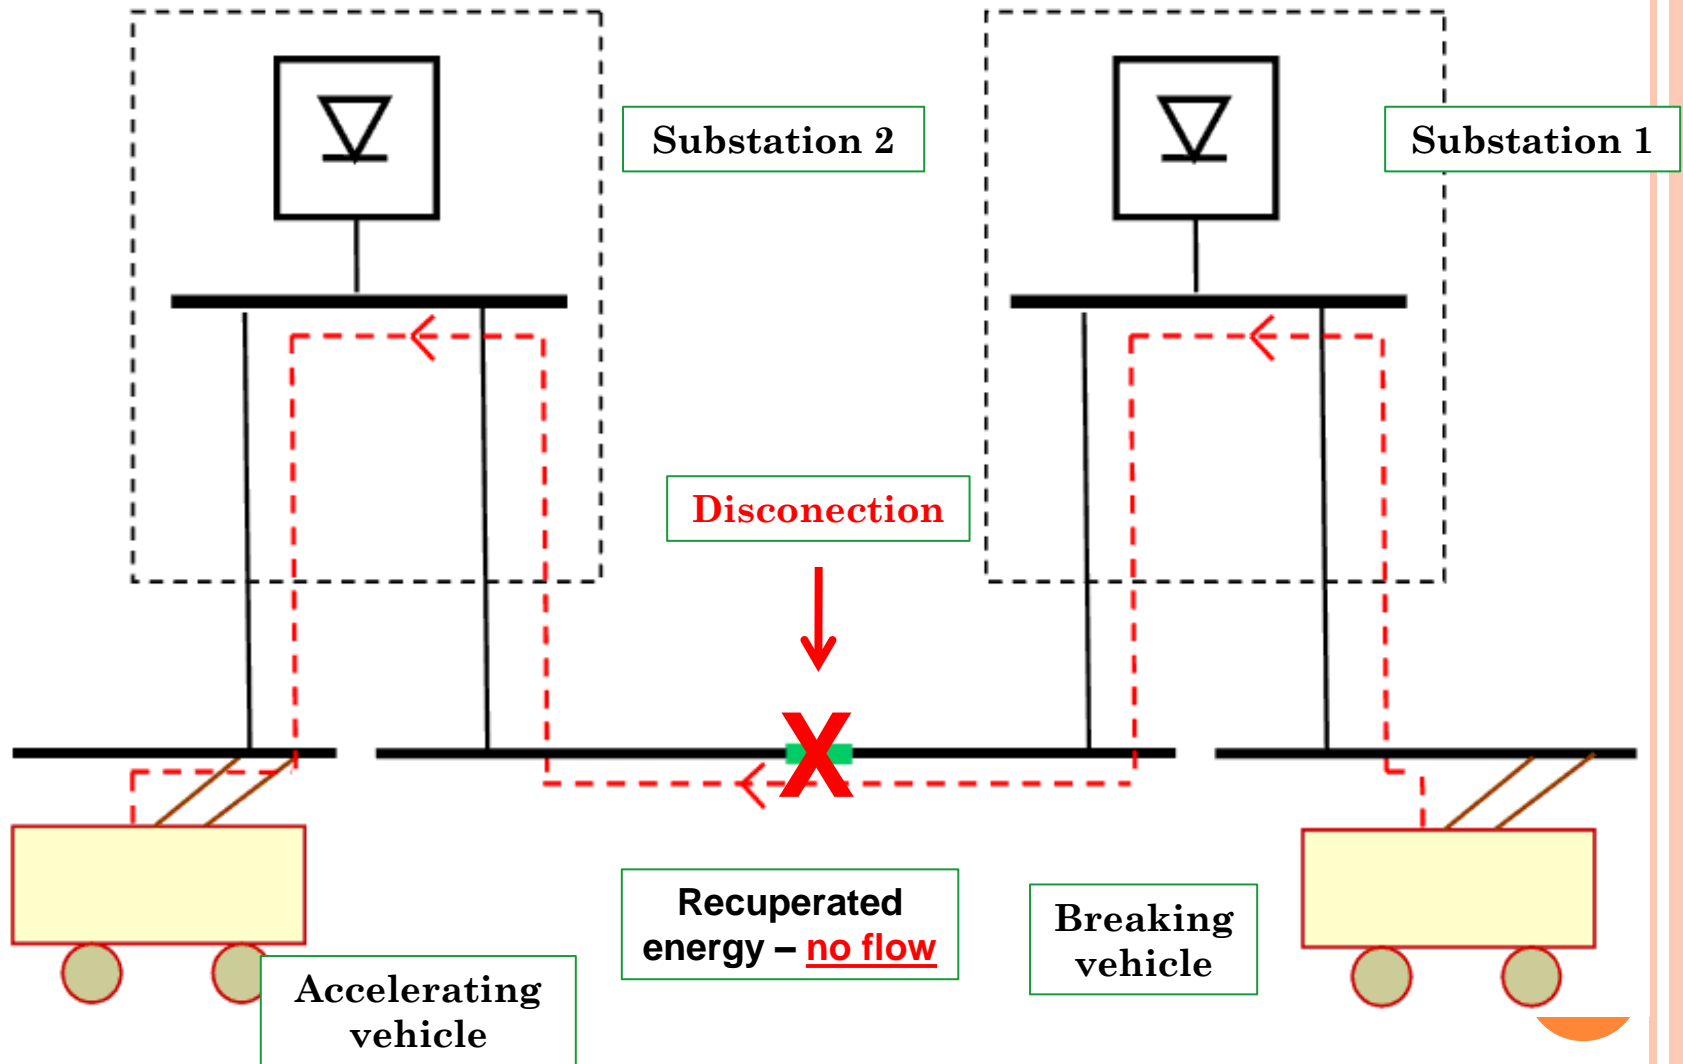 Substation 2
Substation 1
Disconection
X
Recuperated
energy – no flow
Breaking
vehicle
Accelerating
vehicle